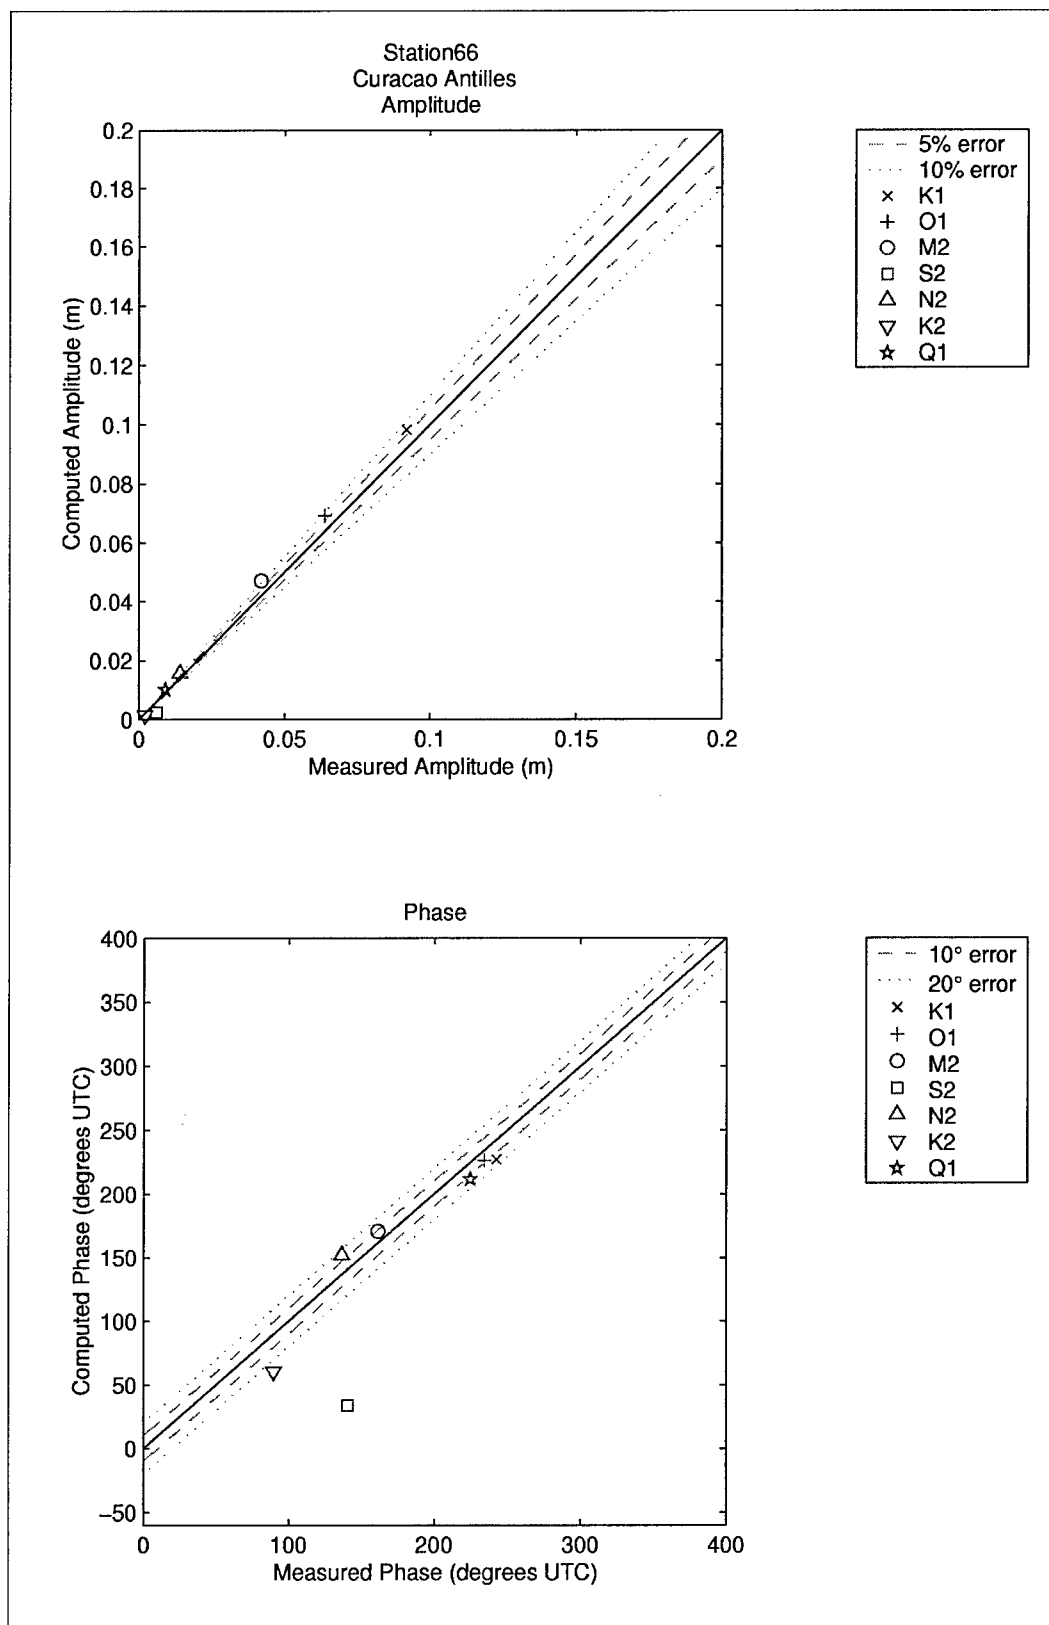 Station66
Curacao Antilles
Amplitude
0.2
0.18
0.16
0.14
0.12
0.1
0.08
0.06
0.04
0.02
0
Computed Amplitude (m)
0
0.05
0.1
0.15
0.2
Measured Amplitude (m)
5% error
10% error
K1
O1
M2
S2
N2
K2
Q1
Phase
400
350
300
250
200
150
100
50
0
−50
Computed Phase (degrees UTC)
0
100
200
300
400
Measured Phase (degrees UTC)
10° error
20° error
K1
O1
M2
S2
N2
K2
Q1